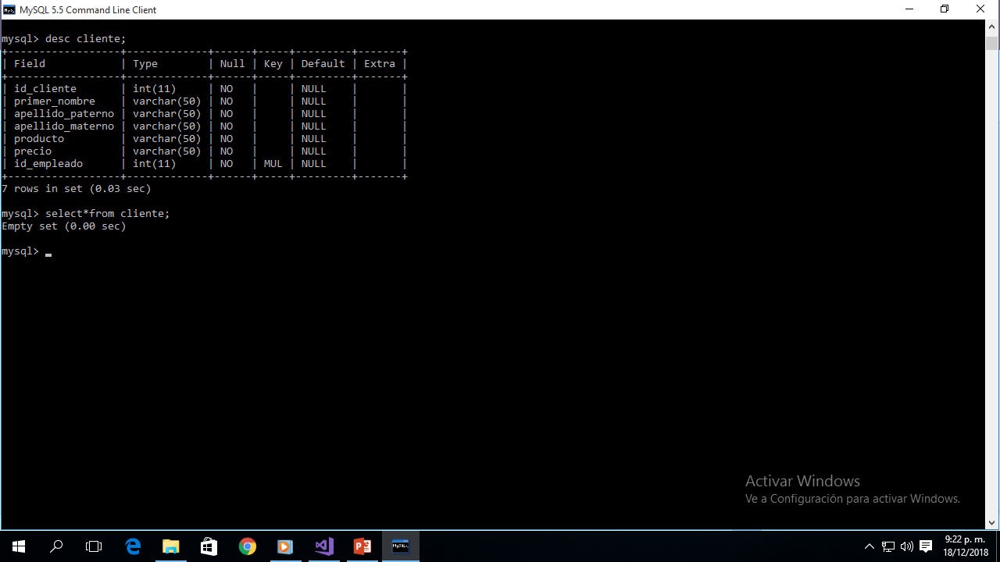 MySQL 5.5 Command Line Client
mysql> desc cliente;
+------------------+-------------+------+-----+---------+-------+
| Field            | Type        | Null | Key | Default | Extra |
+------------------+-------------+------+-----+---------+-------+
| id_cliente       | int(11)     | NO   |     | NULL    |       |
| primer_nombre    | varchar(50) | NO   |     | NULL    |       |
| apellido_paterno | varchar(50) | NO   |     | NULL    |       |
| apellido_materno | varchar(50) | NO   |     | NULL    |       |
| producto         | varchar(50) | NO   |     | NULL    |       |
| precio           | varchar(50) | NO   |     | NULL    |       |
| id_empleado      | int(11)     | NO   | MUL | NULL    |       |
+------------------+-------------+------+-----+---------+-------+
7 rows in set (0.03 sec)
mysql> select*from cliente;
Empty set (0.00 sec)
mysql> _
Activar Windows
Ve a Configuración para activar Windows.
9:22 p. m.
18/12/2018